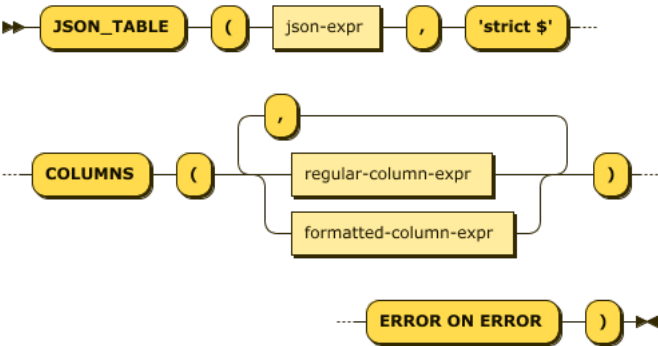 JSON_TABLE ( json-expr , 'strict $'
,
COLUMNS ( regular-column-expr )
formatted-column-expr
ERROR ON ERROR )